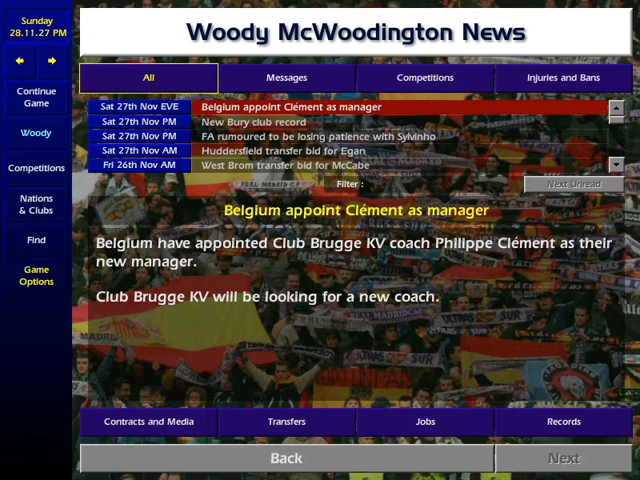 Sunday
28.11.27 PM
Woody McWoodington News
All
Messages
Competitions
Injuries and Bans
Continue
Game
Woody
Competitions
Nations
& Clubs
Find
Game
Options
Sat 27th Nov EVE Belgium appoint Clément as manager
Sat 27th Nov PM New Bury club record
Sat 27th Nov PM FA rumoured to be losing patience with Sylvinho
Sat 27th Nov AM Huddersfield transfer bid for Egan
Fri 26th Nov AM West Brom transfer bid for McCabe
Filter :
Next Unread
Belgium appoint Clément as manager
Belgium have appointed Club Brugge KV coach Philippe Clément as their
new manager.
Club Brugge KV will be looking for a new coach.
Contracts and Media
Transfers
Jobs
Records
Back
Next